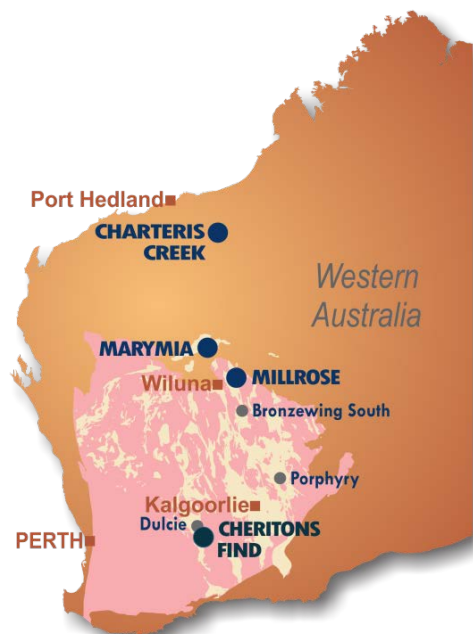 Port Hedland
CHARTERIS
CREEK
Western
Australia
MARYMIA
Wiluna
MILLROSE
Bronzewing South
Porphyry
Kalgoorlie
Dulcie
PERTH
CHERITONS
FIND